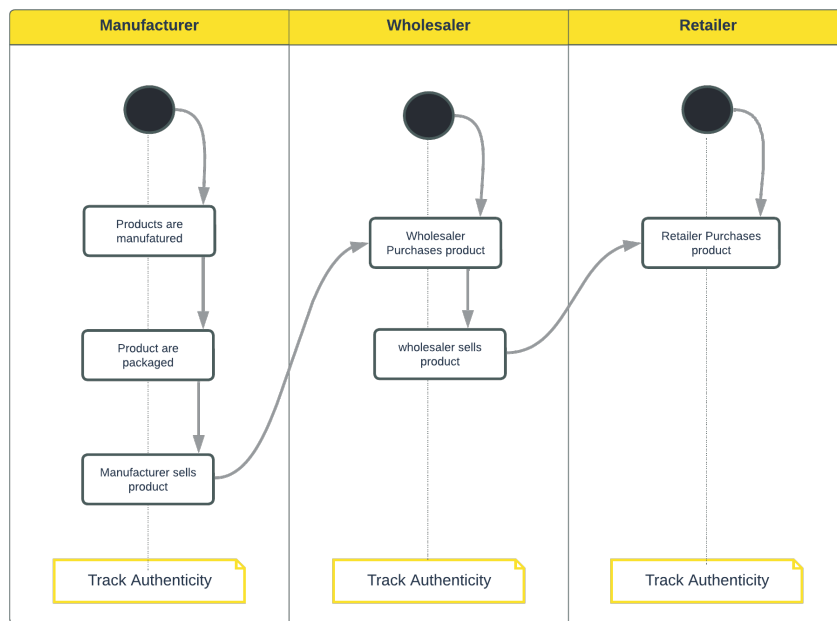 Manufacturer
Wholesaler
Retailer
Products are
manufatured
Product are
packaged
Manufacturer sells
product
Track Authenticity
Wholesaler
Purchases product
wholesaler sells
product
Track Authenticity
Retailer Purchases
product
Track Authenticity